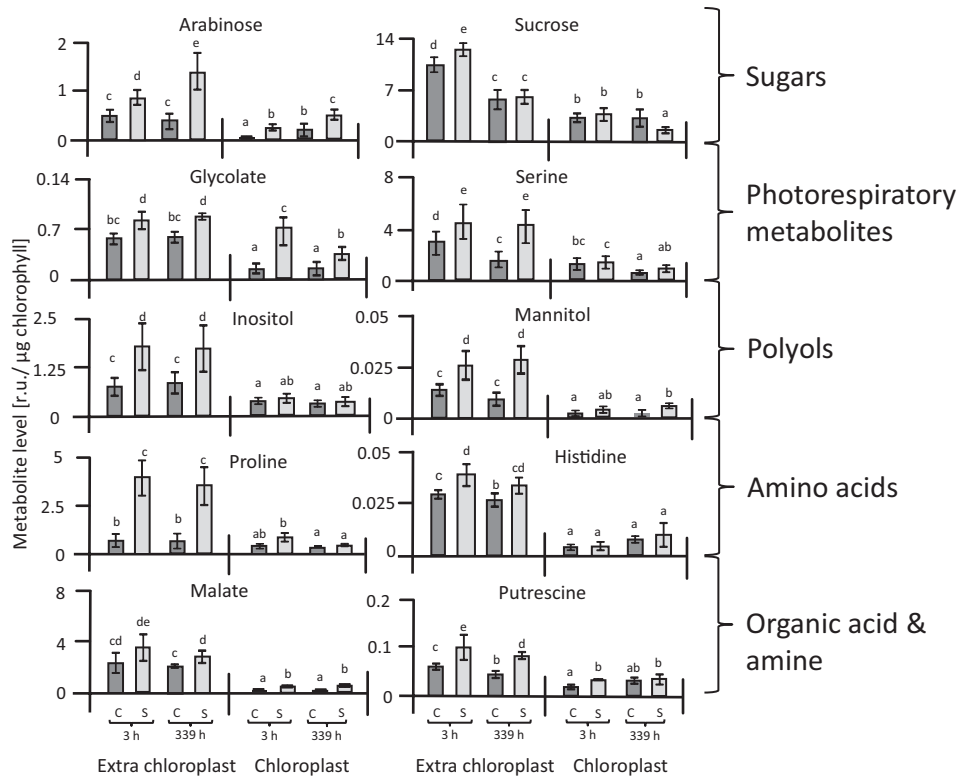 Arabinose
Sucrose
Sugars
2
1
0
c d c e a b b c
14
7
0
d e c c b b b a
Glycolate
Serine
Photorespiratory
metabolites
0.14
0.7
0
bc d bc d a c a b
8
4
0
d e c e bc c a ab
Inositol
Mannitol
Polyols
2.5
1.25
0
c d c d a ab a ab
0.05
0.025
0
c d c d a ab a b
Proline
Histidine
Amino acids
5
2.5
0
b c b c ab b a a
0.05
0.025
0
c d b cd a a a a
Malate
Putrescine
Organic acid &
amine
8
4
0
cd de c d a b a b
0.2
0.1
0
c e c d a b ab b
Metabolite level [r.u./ µg chlorophyll]
C S C S C S C S C S C S C S C S
3 h 339 h 3 h 339 h 3 h 339 h 3 h 339 h
Extra chloroplast Chloroplast Extra chloroplast Chloroplast